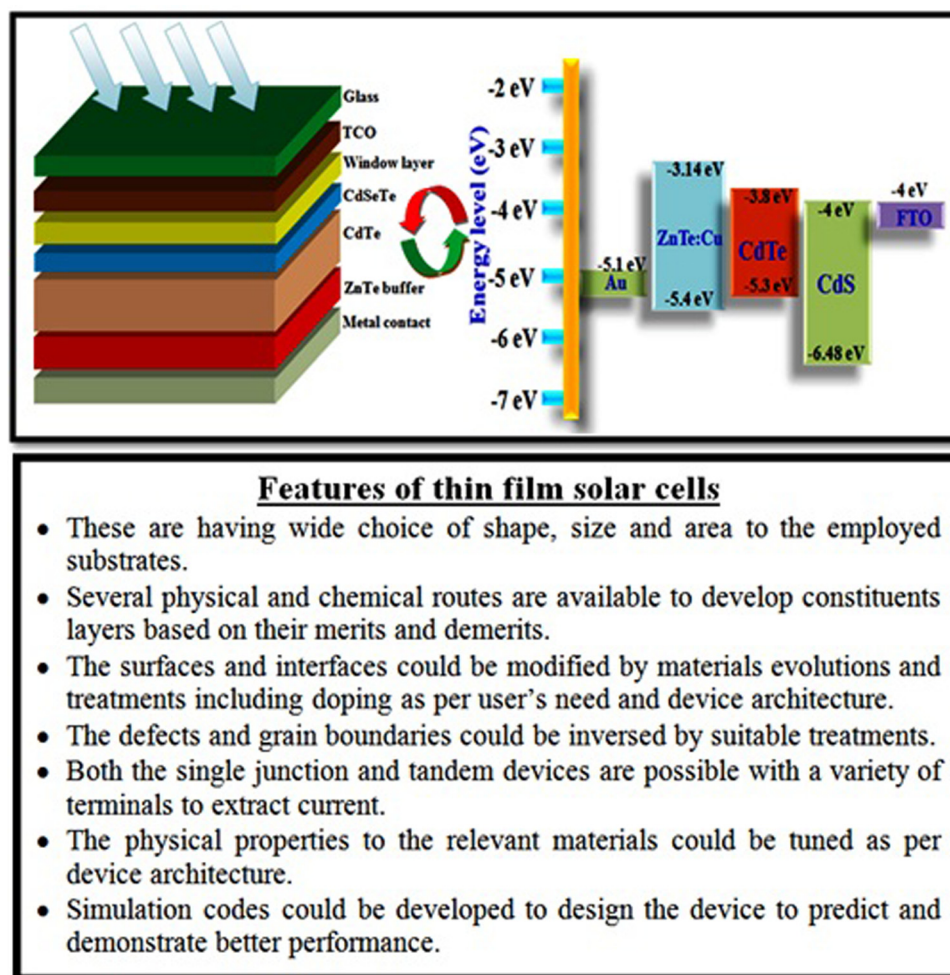 Glass
TCO
Window layer
CdSeTe
CdTe
ZnTe buffer
Metal contact
Energy level (eV)
-2 eV
-3 eV
-4 eV
-5 eV
-6 eV
-7 eV
-5.1 eV
Au
-3.14 eV
ZnTe:Cu
-5.4 eV
-3.8 eV
CdTe
-5.3 eV
-4 eV
CdS
-6.48 eV
-4 eV
FTO
Features of thin film solar cells
• These are having wide choice of shape, size and area to the employed
substrates.
• Several physical and chemical routes are available to develop constituents
layers based on their merits and demerits.
• The surfaces and interfaces could be modified by materials evolutions and
treatments including doping as per user’s need and device architecture.
• The defects and grain boundaries could be inversed by suitable treatments.
• Both the single junction and tandem devices are possible with a variety of
terminals to extract current.
• The physical properties to the relevant materials could be tuned as per
device architecture.
• Simulation codes could be developed to design the device to predict and
demonstrate better performance.